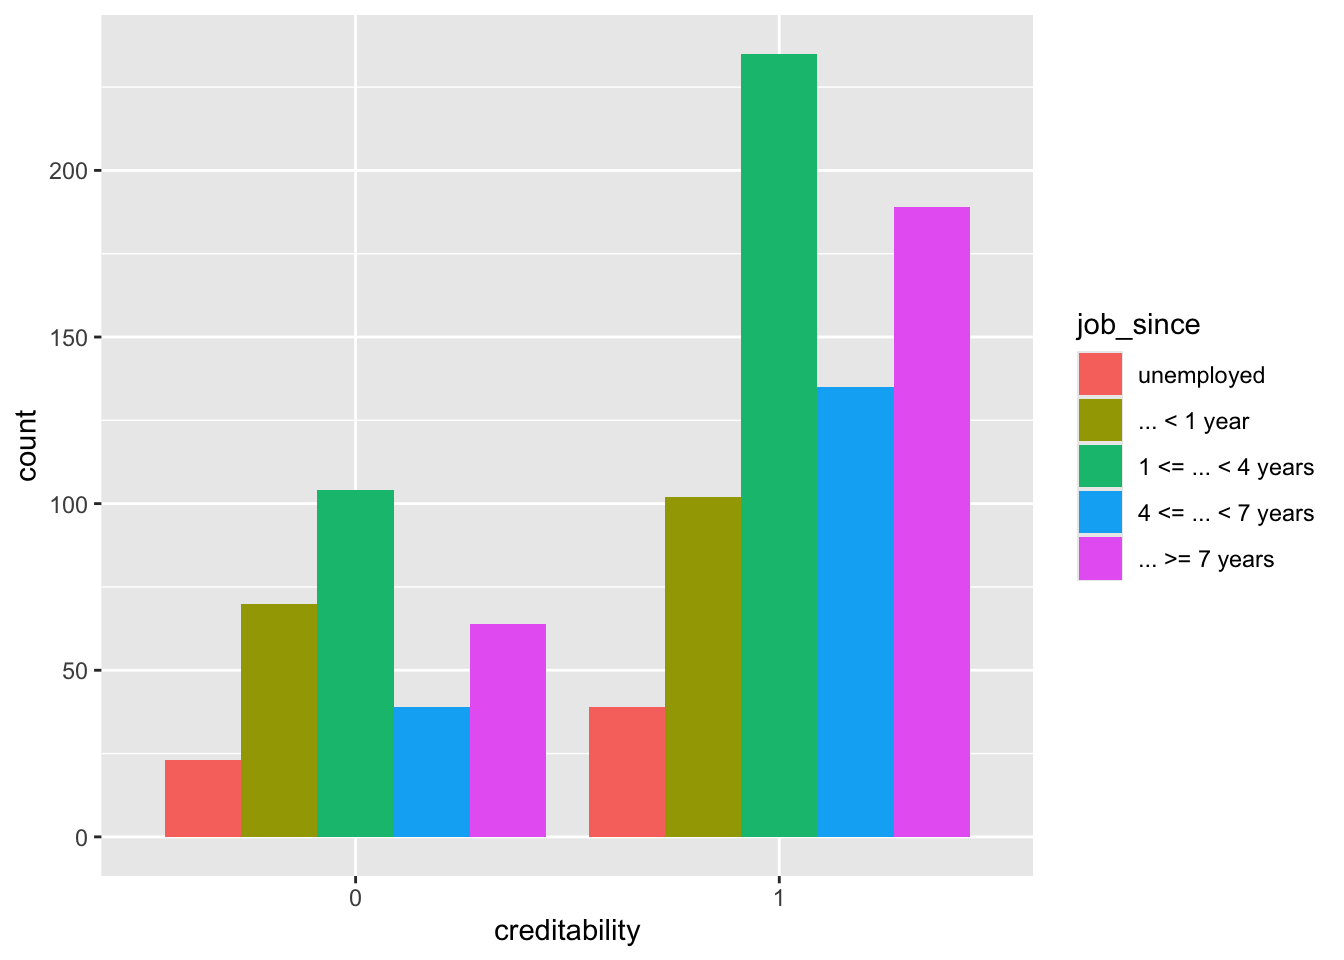 count
200
150
100
50
0
0
1
creditability
job_since
unemployed
... < 1 year
1 <= ... < 4 years
4 <= ... < 7 years
... >= 7 years